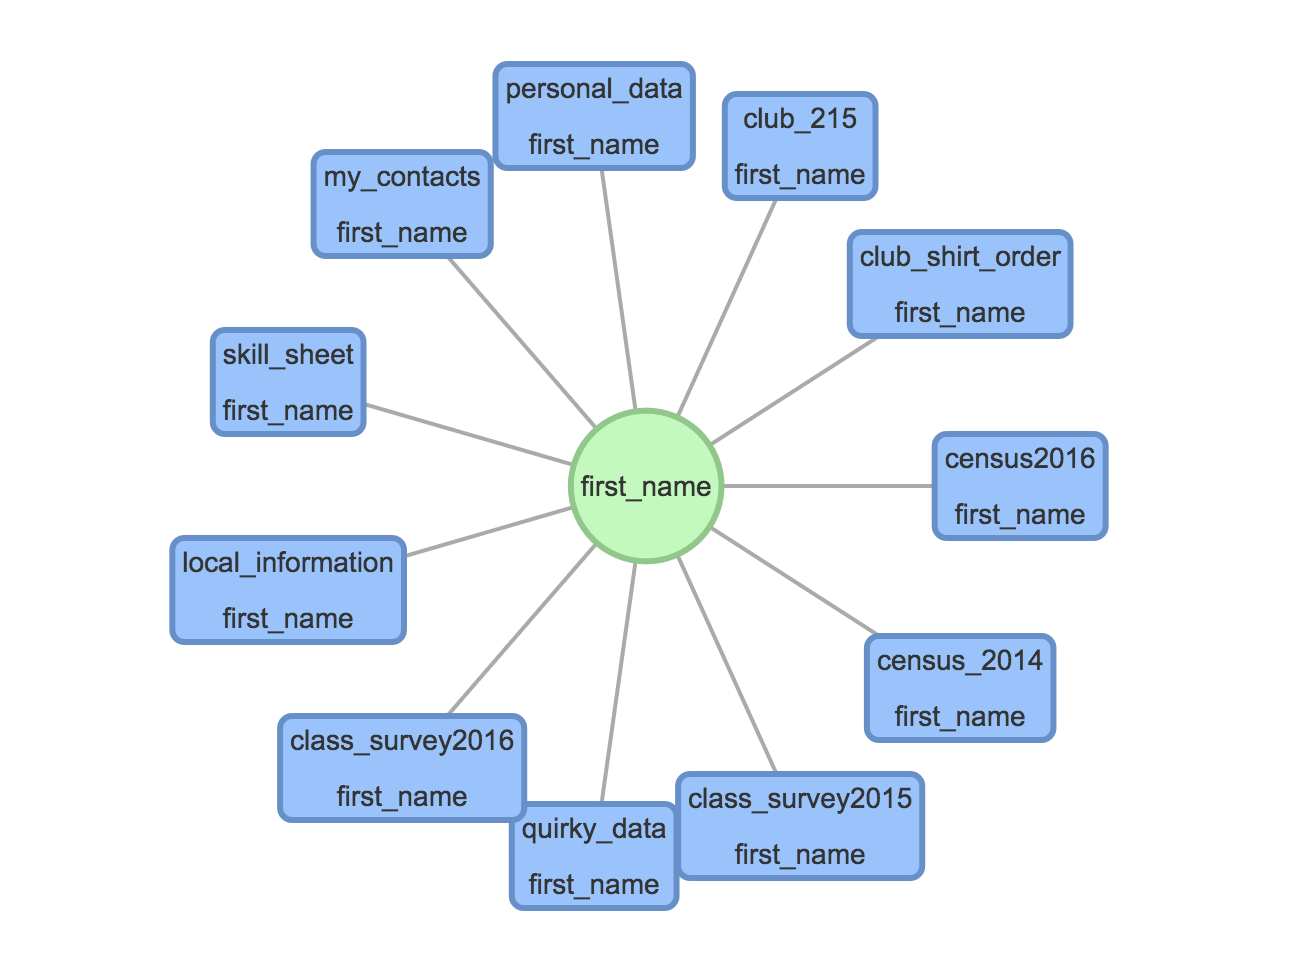 personal_data
first_name
club_215
first_name
my_contacts
first_name
club_shirt_order
first_name
skill_sheet
first_name
census2016
first_name
first_name
local_information
first_name
census_2014
first_name
class_survey2016
first_name
class_survey2015
first_name
quirky_data
first_name